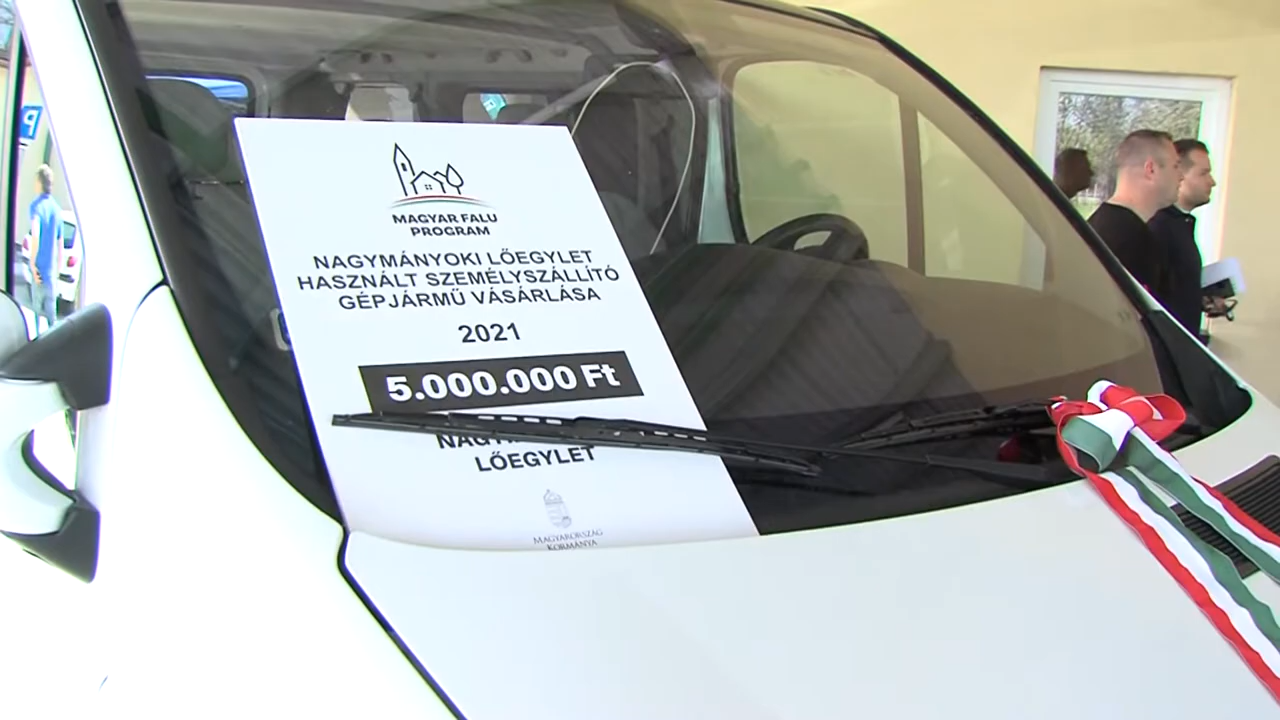 P
MAGYAR FALU
PROGRAM
NAGYMÁNYOKI LŐEGYLET
HASZNÁLT SZEMÉLYSZÁLLÍTÓ
GÉPJÁRMŰ VÁSÁRLÁSA
2021
5.000.000 Ft
LŐEGYLET
MAGYARORSZÁG
KORMÁNYA